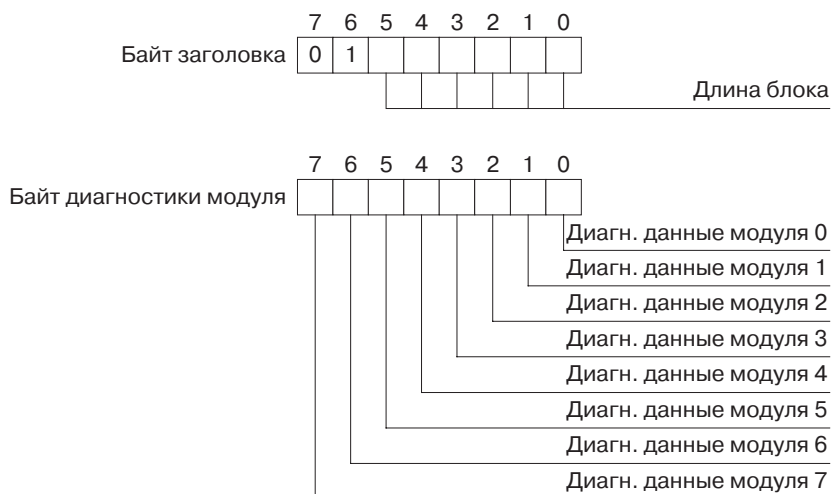 7 6 5 4 3 2 1 0
Байт заголовка 0 1
Длина блока
7 6 5 4 3 2 1 0
Байт диагностики модуля
Диагн. данные модуля 0
Диагн. данные модуля 1
Диагн. данные модуля 2
Диагн. данные модуля 3
Диагн. данные модуля 4
Диагн. данные модуля 5
Диагн. данные модуля 6
Диагн. данные модуля 7